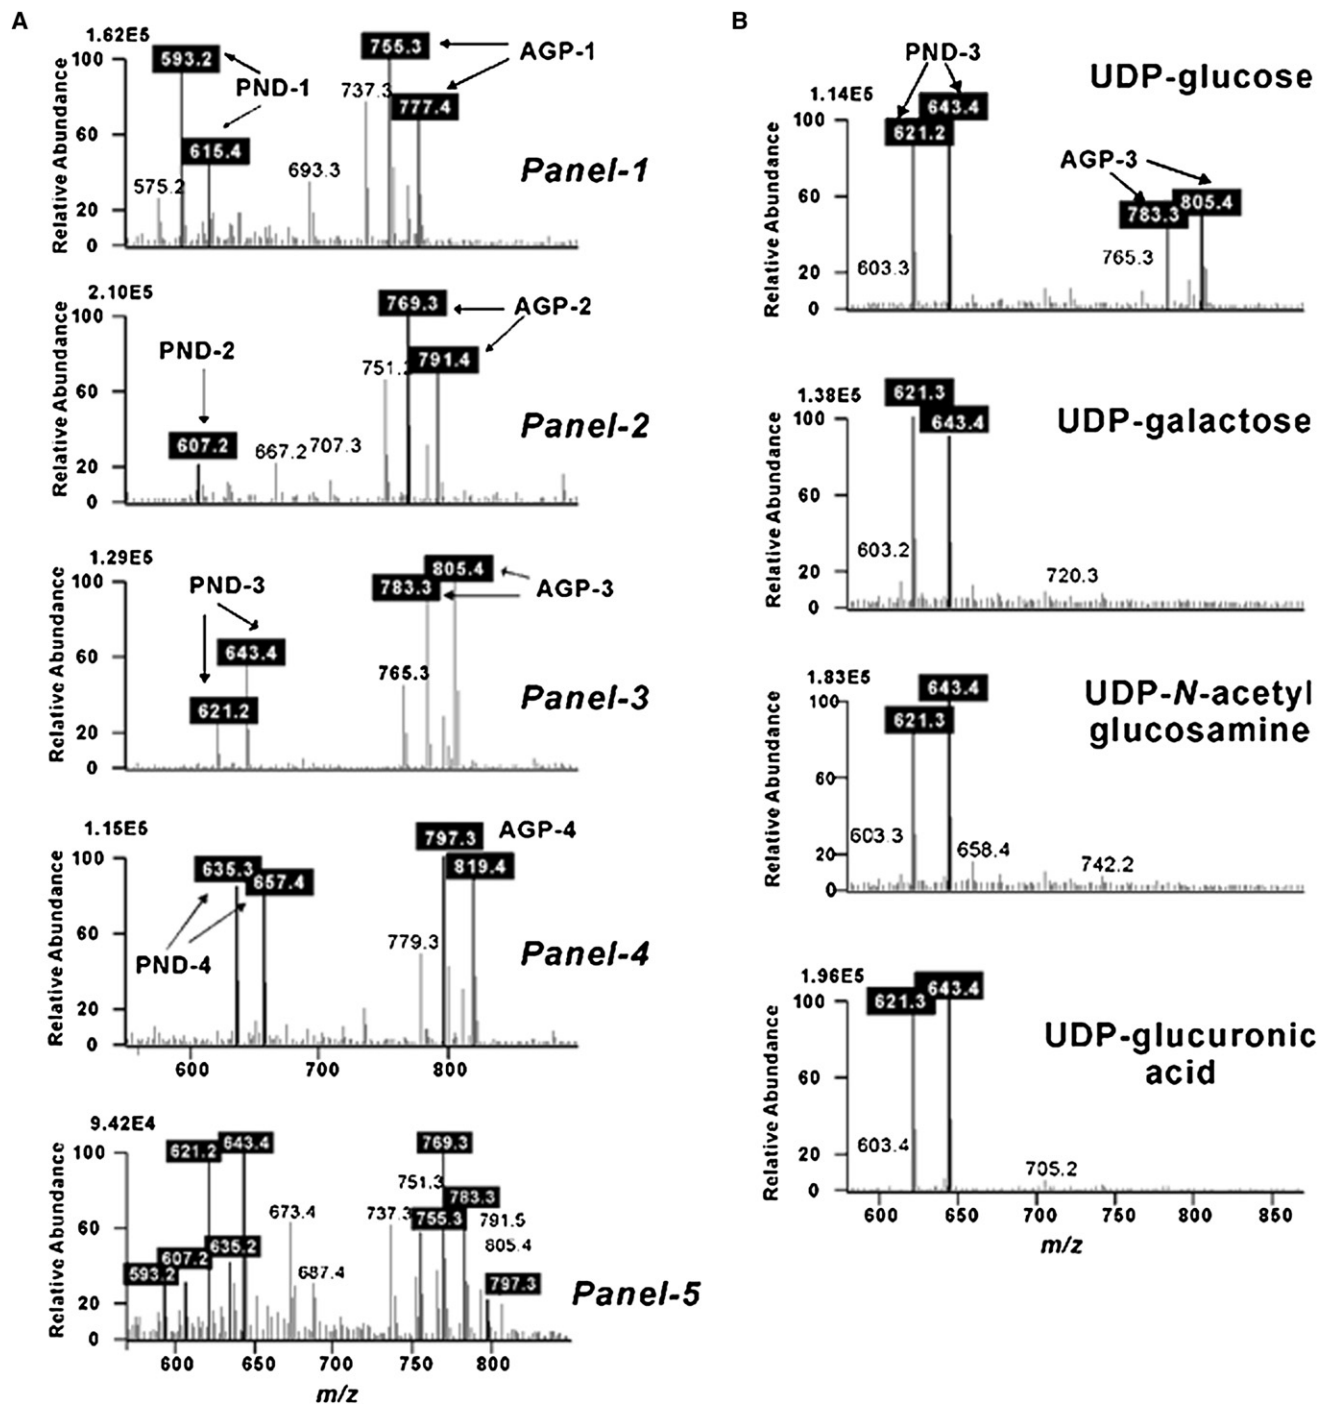 A
1.62E5
Relative Abundance
100
60
20
0
593.2
PND-1
615.4
575.2
693.3
737.3
755.3
777.4
AGP-1
Panel-1
2.10E5
Relative Abundance
100
60
20
0
PND-2
607.2
667.2
707.3
751.
769.3
791.4
AGP-2
Panel-2
1.29E5
Relative Abundance
100
60
20
0
PND-3
643.4
621.2
765.3
783.3
805.4
AGP-3
Panel-3
1.15E5
Relative Abundance
100
60
20
0
635.3
657.4
PND-4
779.3
797.3
819.4
AGP-4
Panel-4
600
700
800
9.42E4
Relative Abundance
100
60
20
0
593.2
607.2
621.2
635.2
643.4
673.4
687.4
737.3
751.3
755.3
769.3
783.3
791.5
805.4
797.3
Panel-5
600
650
700
750
800
m/z
B
PND-3
1.14E5
Relative Abundance
100
60
20
0
643.4
621.2
603.3
AGP-3
805.4
783.3
765.3
UDP-glucose
1.38E5
Relative Abundance
100
60
20
0
621.3
643.4
603.2
720.3
UDP-galactose
1.83E5
Relative Abundance
100
60
20
0
643.4
621.3
603.3
658.4
742.2
UDP-N-acetyl
glucosamine
1.96E5
Relative Abundance
100
60
20
0
643.4
621.3
603.4
705.2
UDP-glucuronic
acid
600
650
700
750
800
850
m/z